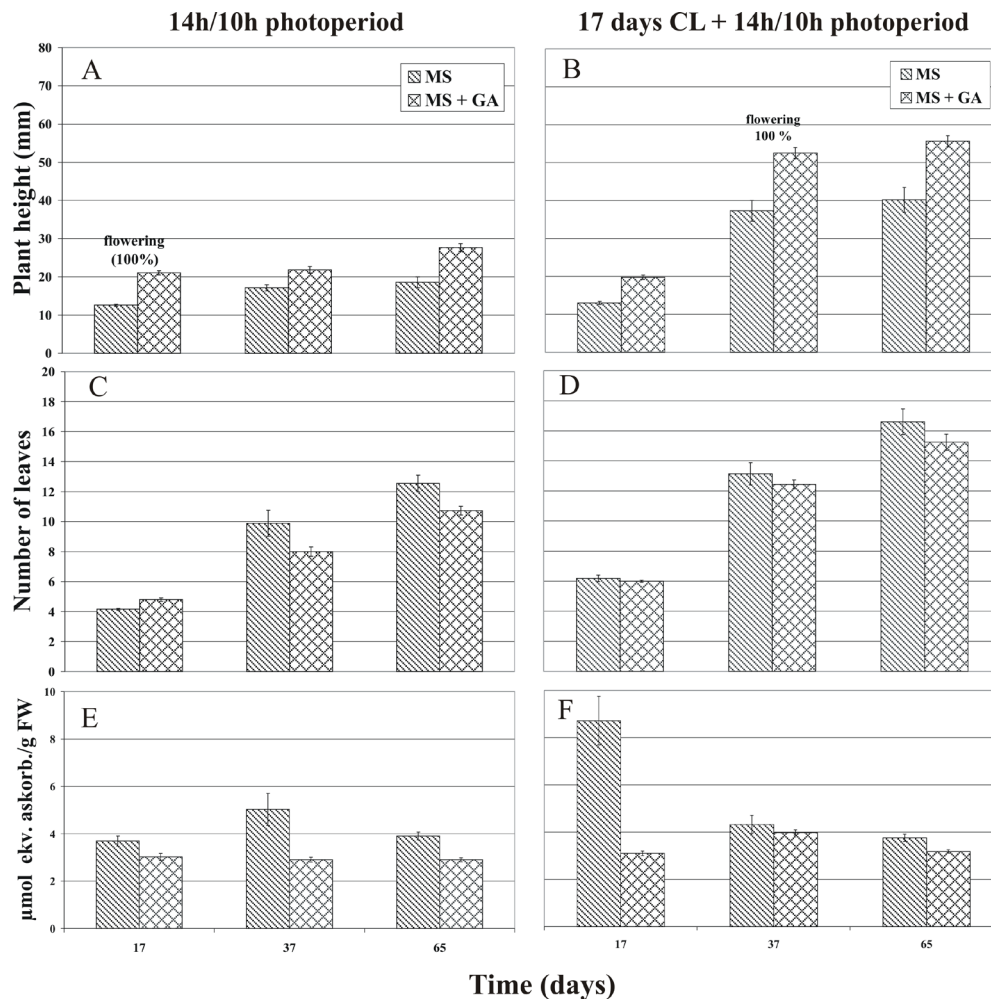 14h/10h photoperiod
17 days CL + 14h/10h photoperiod
Plant height (mm)
80
70
60
50
40
30
20
10
0
A
MS
MS + GA
flowering
(100%)
B
MS
MS + GA
flowering
100 %
Number of leaves
20
18
16
14
12
10
8
6
4
2
0
C
D
µmol ekv. askorb./g FW
10
8
6
4
2
0
E
F
17
37
65
17
37
65
Time (days)